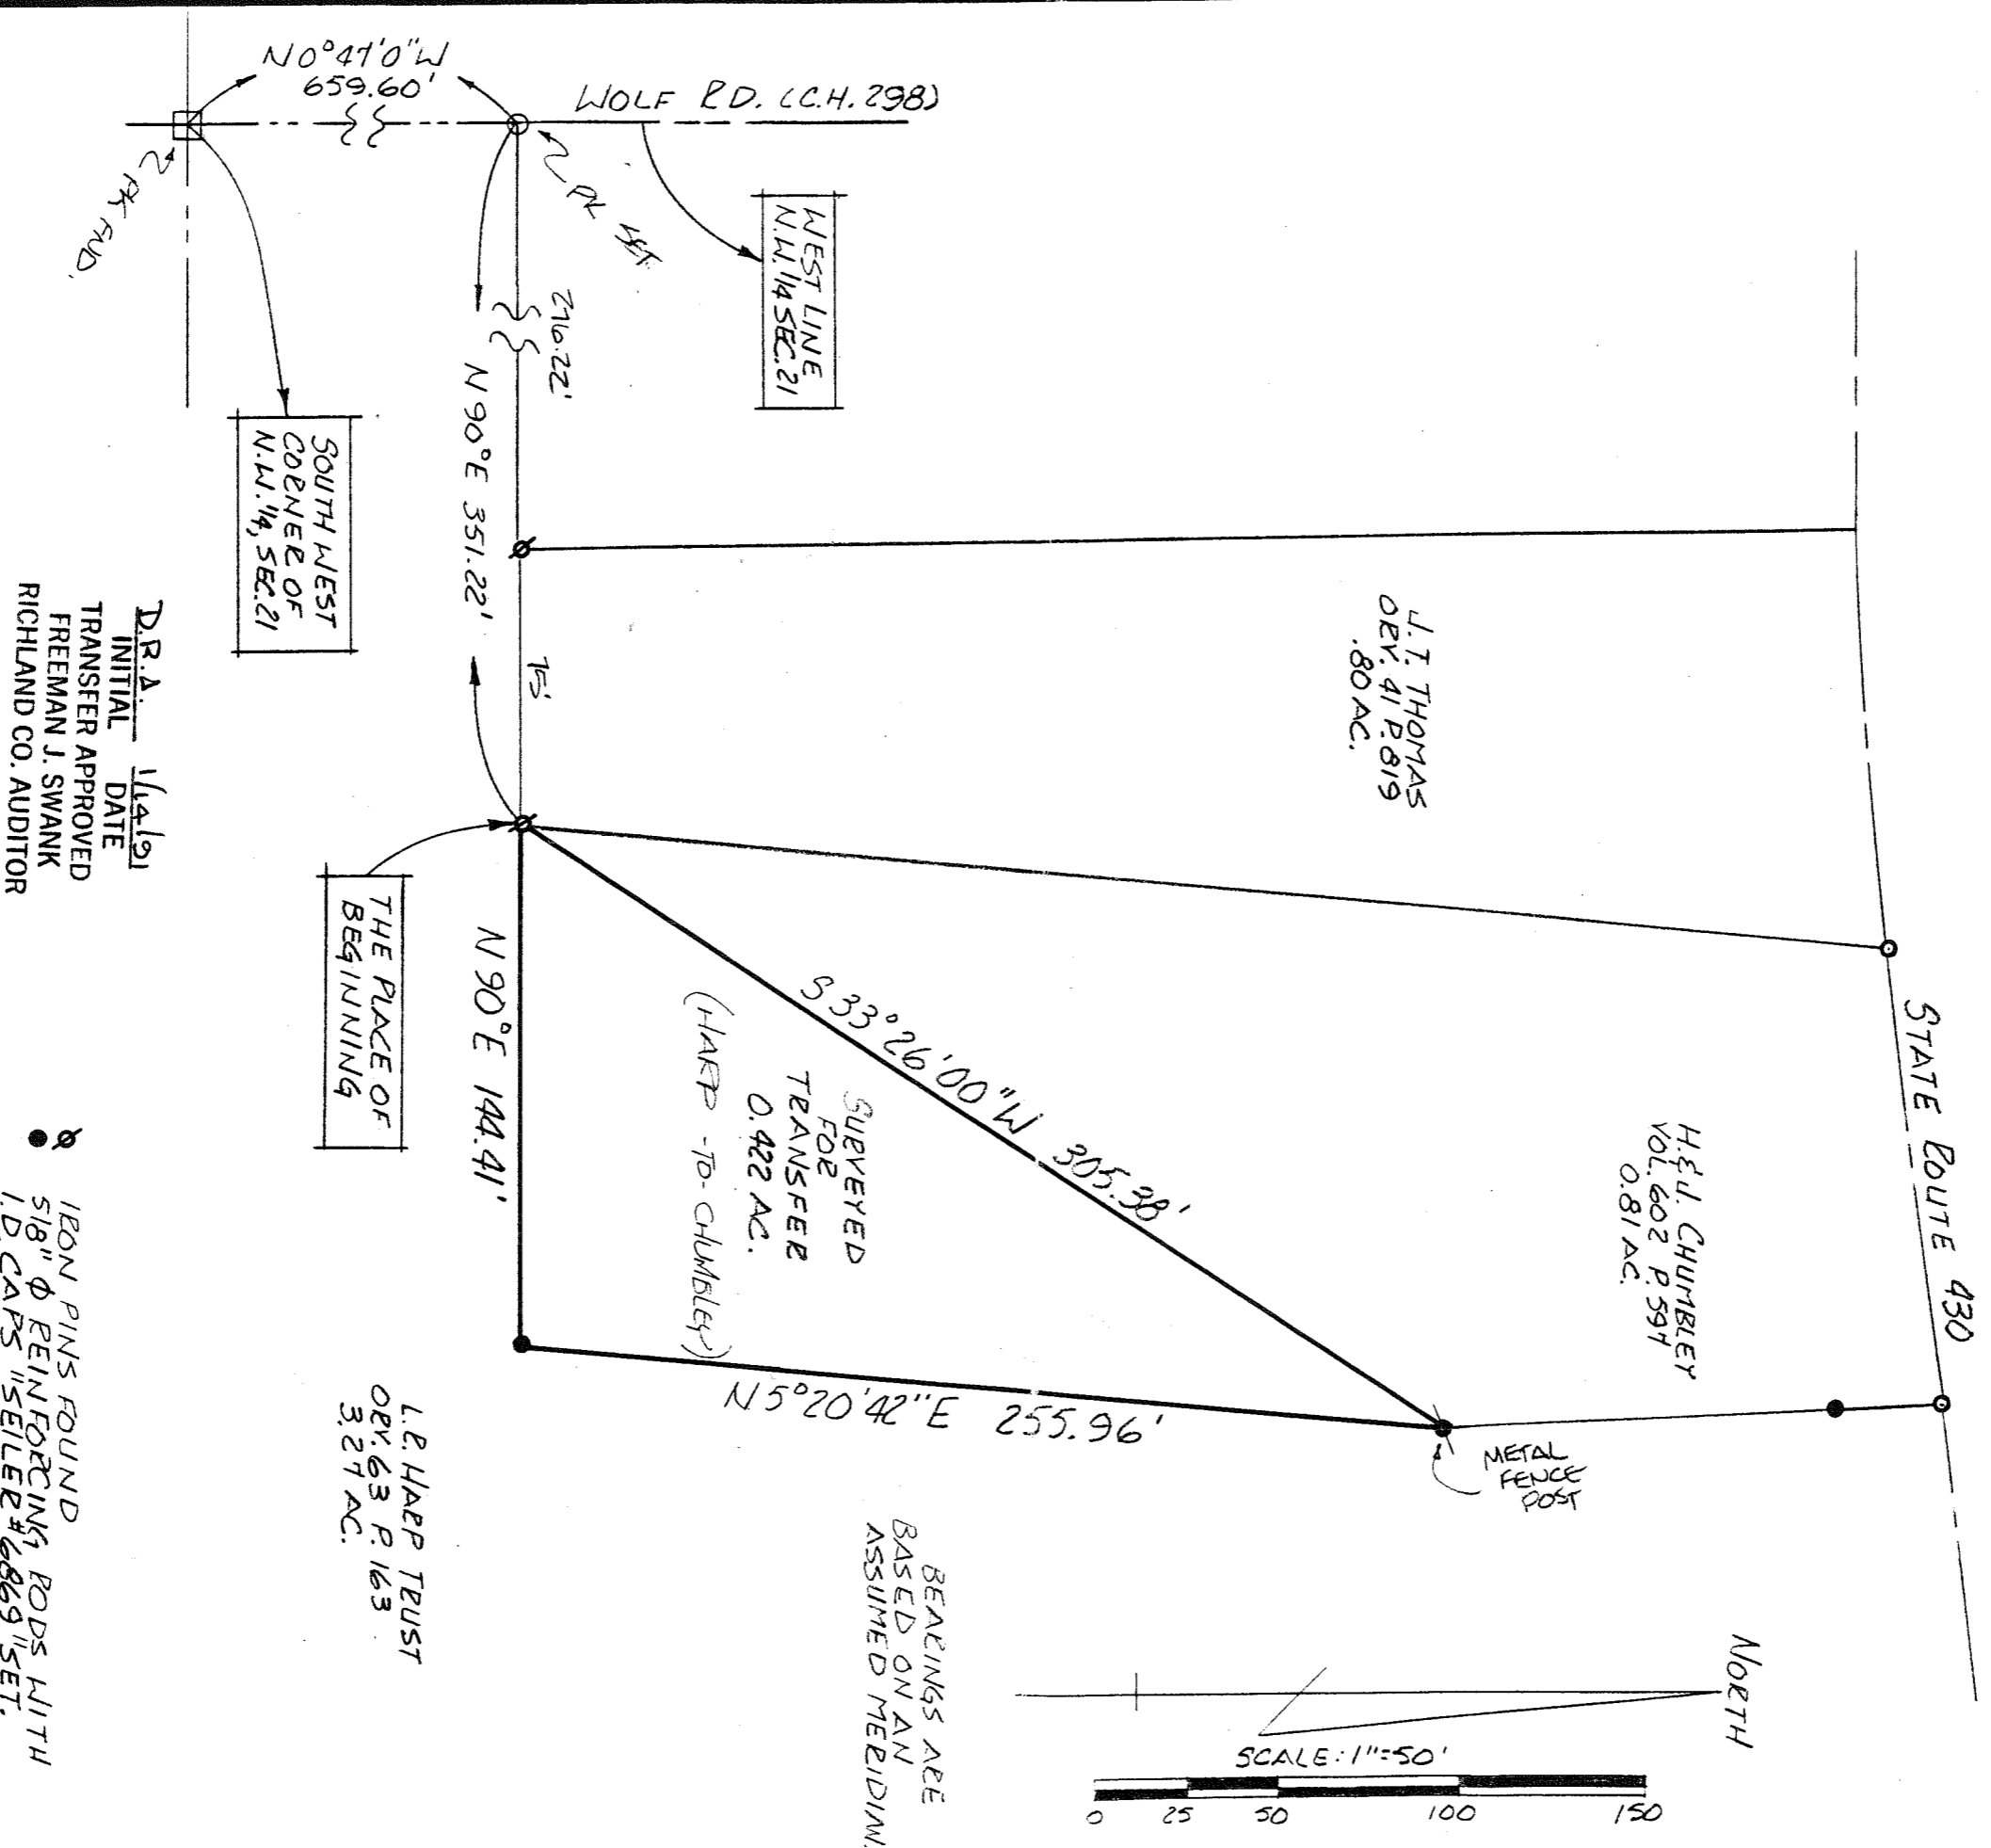 N0°47'0"W
659.60'
WOLF RD. (C.H. 298)
PK FND.
PK SET
WEST LINE
N.W. 1/4 SEC. 21
276.22'
N 90°E 351.22'
75'
SOUTH WEST
CORNER OF
N.W. 1/4, SEC. 21
D.R.A. 1/14/91
INITIAL DATE
TRANSFER APPROVED
FREEMAN J. SWANK
RICHLAND CO. AUDITOR
J.T. THOMAS
ORV. 41 P. 819
.80 AC.
THE PLACE OF
BEGINNING
N 90°E 144.41'
S 33°26'00"W 305.38'
SURVEYED
FOR
TRANSFER
0.422 AC.
(HARP -TO- CHUMBLEY)
STATE ROUTE 430
H.&J. CHUMBLEY
VOL. 602 P. 594
0.81 AC.
N 5°20'42"E 255.96'
METAL
FENCE
POST
L.R. HARP TRUST
ORV. 63 P. 163
3.27 AC.
IRON PINS FOUND
5/8" Φ REINFORCING RODS WITH
I.D. CAPS "SEILER #6869" SET.
BEARINGS ARE
BASED ON AN
ASSUMED MERIDIAN.
NORTH
SCALE: 1"=50'
0 25 50 100 150